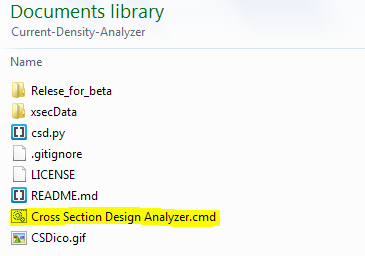 Documents library
Current-Density-Analyzer
Name
Relese_for_beta
xsecData
csd.py
.gitignore
LICENSE
README.md
Cross Section Design Analyzer.cmd
CSDico.gif